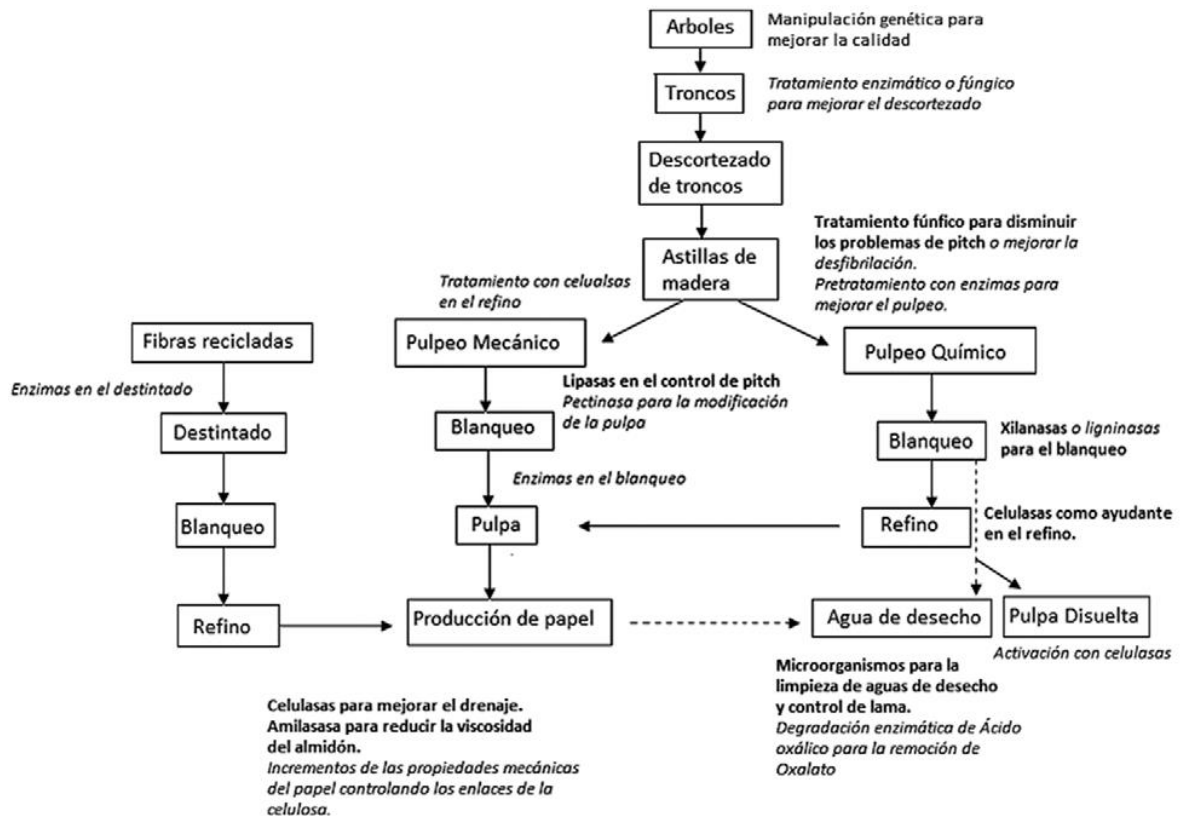 Arboles
Manipulación genética para
mejorar la calidad
Troncos
Tratamiento enzimático o fúngico
para mejorar el descortezado
Descortezado
de troncos
Tratamiento fúnfico para disminuir
los problemas de pitch o mejorar la
desfibrilación.
Pretratamiento con enzimas para
mejorar el pulpeo.
Astillas de
madera
Tratamiento con celualsas
en el refino
Fibras recicladas
Pulpeo Mecánico
Pulpeo Químico
Enzimas en el destintado
Lipasas en el control de pitch
Pectinasa para la modificación
de la pulpa
Destintado
Blanqueo
Blanqueo
Xilanasas o ligninasas
para el blanqueo
Enzimas en el blanqueo
Blanqueo
Pulpa
Refino
Celulasas como ayudante
en el refino.
Refino
Producción de papel
Agua de desecho
Pulpa Disuelta
Activación con celulasas
Microorganismos para la
limpieza de aguas de desecho
y control de lama.
Degradación enzimática de Ácido
oxálico para la remoción de
Oxalato
Celulasas para mejorar el drenaje.
Amilasasa para reducir la viscosidad
del almidón.
Incrementos de las propiedades mecánicas
del papel controlando los enlaces de la
celulosa.